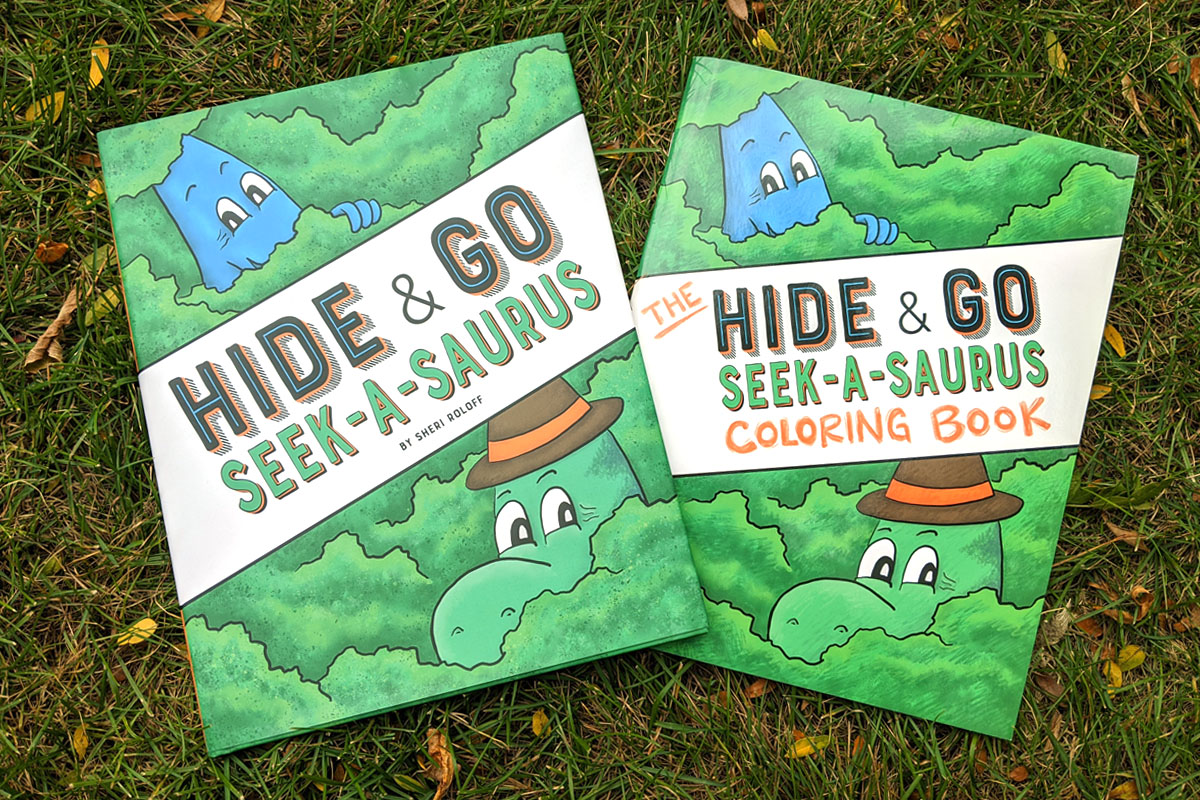 HIDE & GO
SEEK-A-SAURUS
BY SHERI ROLOFF
THE HIDE & GO
SEEK-A-SAURUS
COLORING BOOK